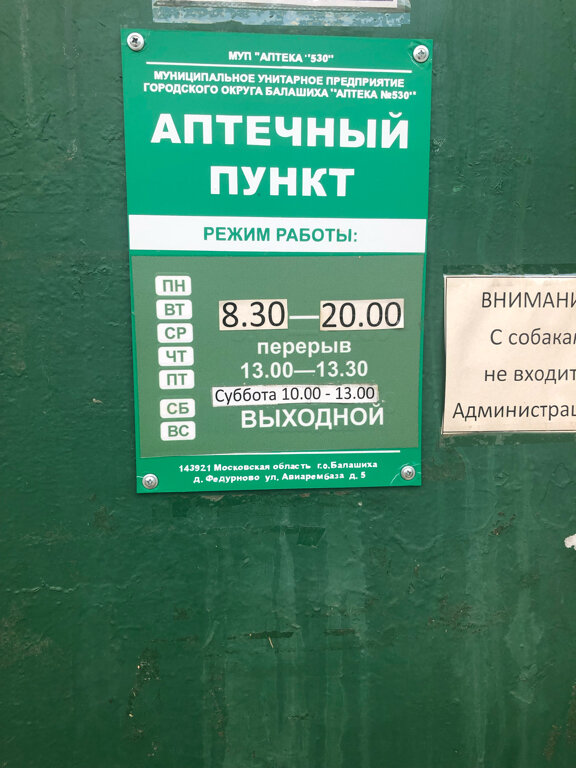 МУП "АПТЕКА "530"
МУНИЦИПАЛЬНОЕ УНИТАРНОЕ ПРЕДПРИЯТИЕ
ГОРОДСКОГО ОКРУГА БАЛАШИХА "АПТЕКА №530"
АПТЕЧНЫЙ
ПУНКТ
РЕЖИМ РАБОТЫ:
ПН
ВТ
СР
ЧТ
ПТ
8.30—20.00
перерыв
13.00—13.30
Суббота 10.00 - 13.00
СБ
ВС
ВЫХОДНОЙ
143921 Московская область г.о.Балашиха
д. Федурново ул. Авиарембаза д. 5
ВНИМАНИ
С собака
не входит
Администрац